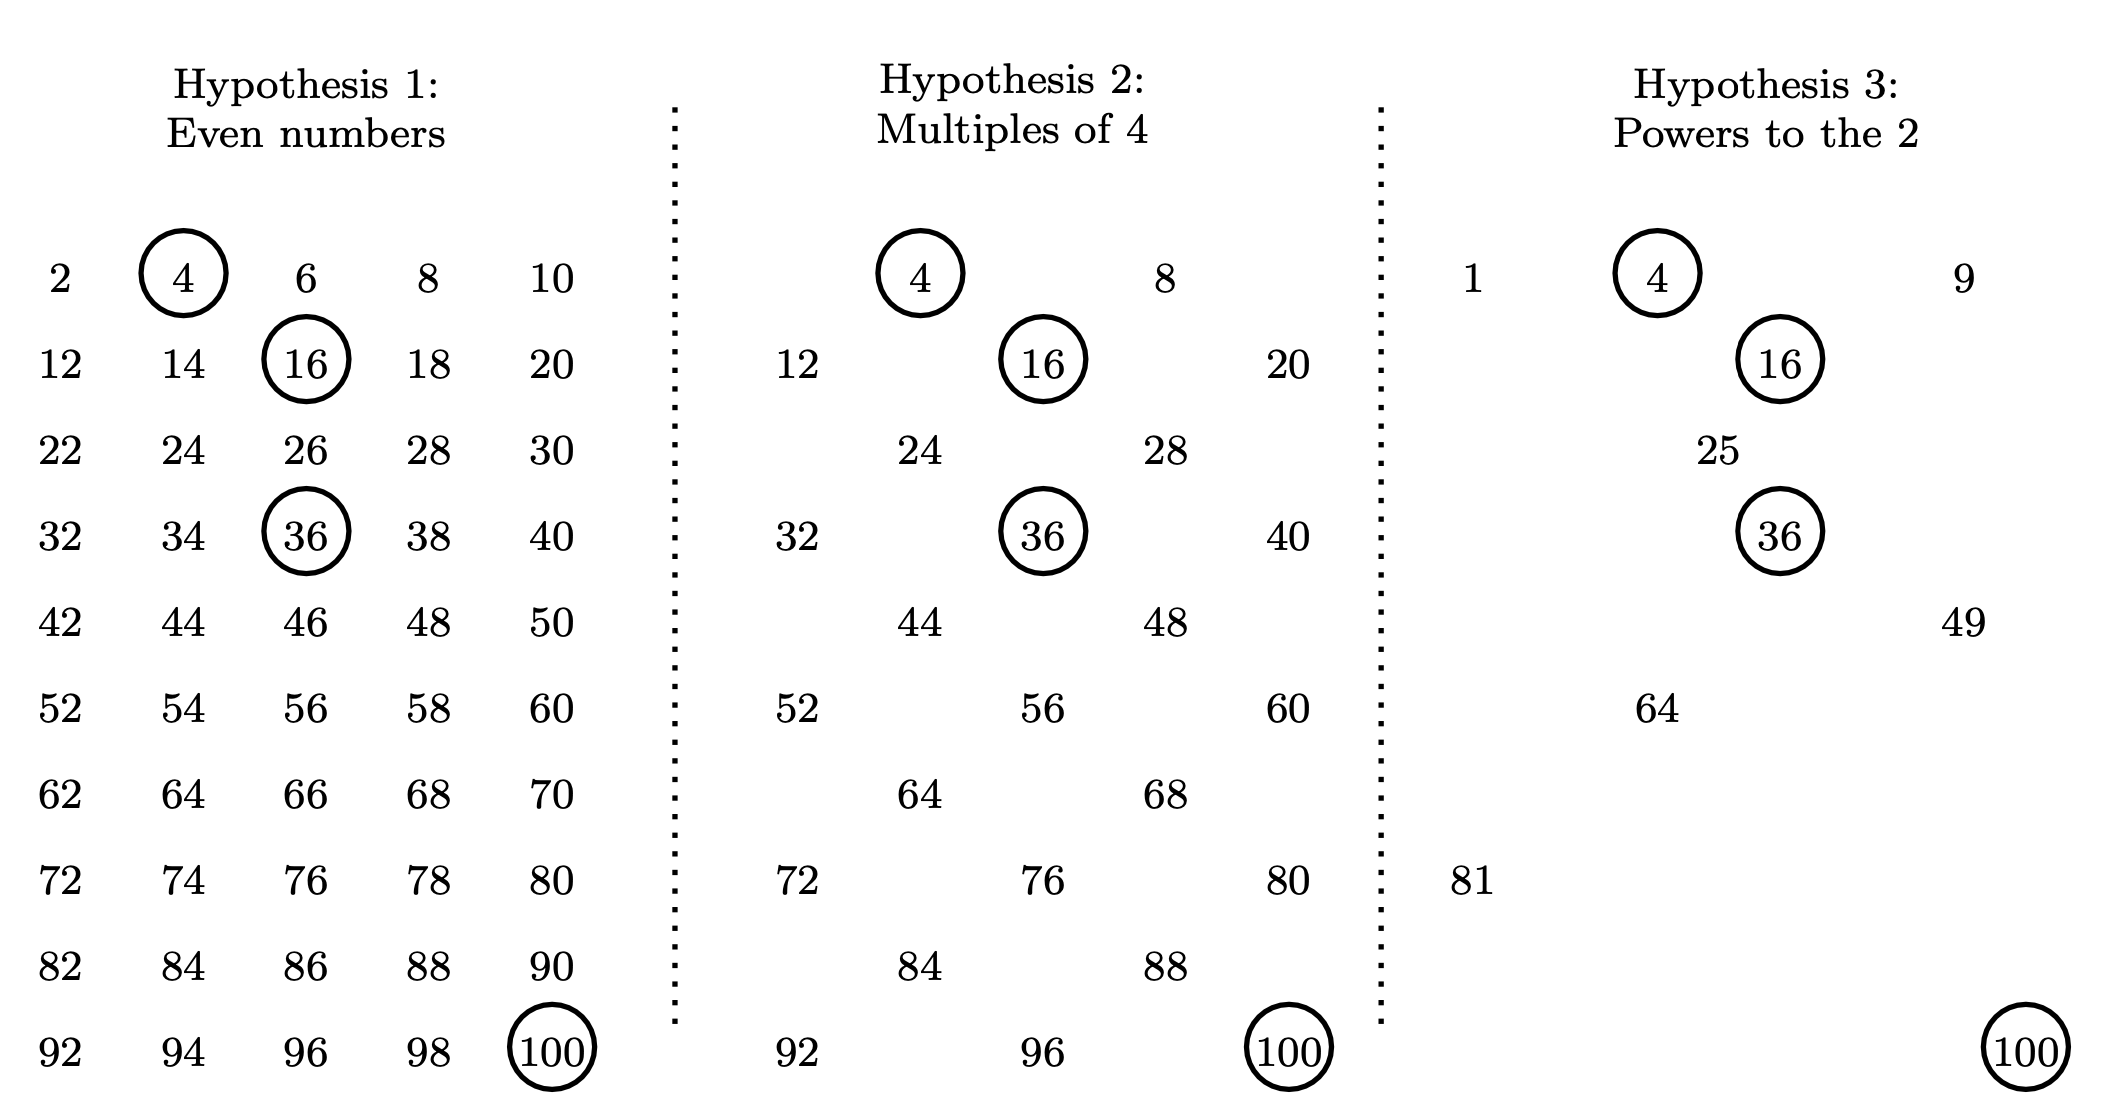 Hypothesis 1:
Even numbers
2 4 6 8 10
12 14 16 18 20
22 24 26 28 30
32 34 36 38 40
42 44 46 48 50
52 54 56 58 60
62 64 66 68 70
72 74 76 78 80
82 84 86 88 90
92 94 96 98 100
Hypothesis 2:
Multiples of 4
4 8
12 16 20
24 28
32 36 40
44 48
52 56 60
64 68
72 76 80
84 88
92 96 100
Hypothesis 3:
Powers to the 2
1 4 9
16
25
36
49
64
81
100